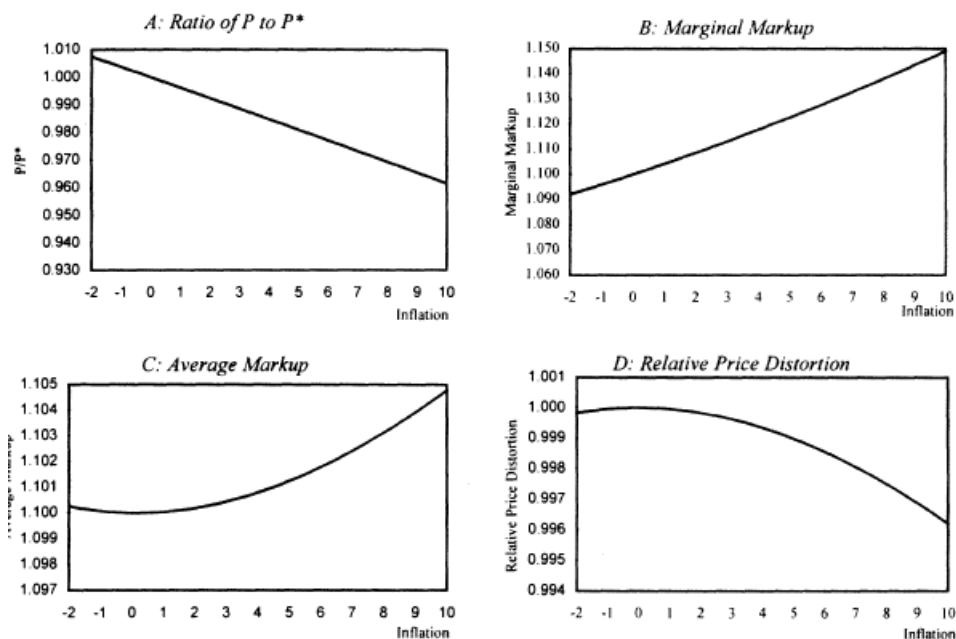 A: Ratio of P to P*
1.010
1.000
0.990
0.980
0.970
0.960
0.950
0.940
0.930
P/P*
-2 -1 0 1 2 3 4 5 6 7 8 9 10
Inflation
B: Marginal Markup
1.150
1.140
1.130
1.120
1.110
1.100
1.090
1.080
1.070
1.060
Marginal Markup
-2 -1 0 1 2 3 4 5 6 7 8 9 10
Inflation
C: Average Markup
1.105
1.104
1.103
1.102
1.101
1.100
1.099
1.098
1.097
Markup
-2 -1 0 1 2 3 4 5 6 7 8 9 10
Inflation
D: Relative Price Distortion
1.001
1.000
0.999
0.998
0.997
0.996
0.995
0.994
Relative Price Distortion
-2 -1 0 1 2 3 4 5 6 7 8 9 10
Inflation